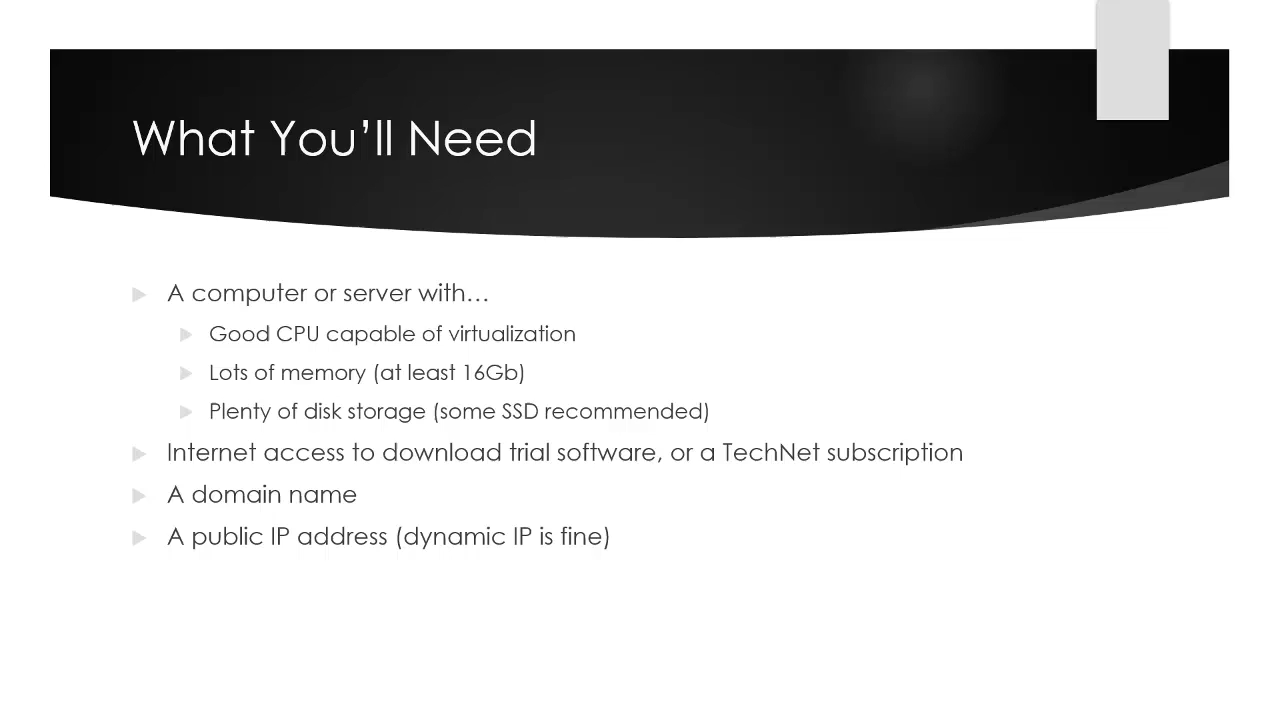 What You’ll Need
A computer or server with…
Good CPU capable of virtualization
Lots of memory (at least 16Gb)
Plenty of disk storage (some SSD recommended)
Internet access to download trial software, or a TechNet subscription
A domain name
A public IP address (dynamic IP is fine)